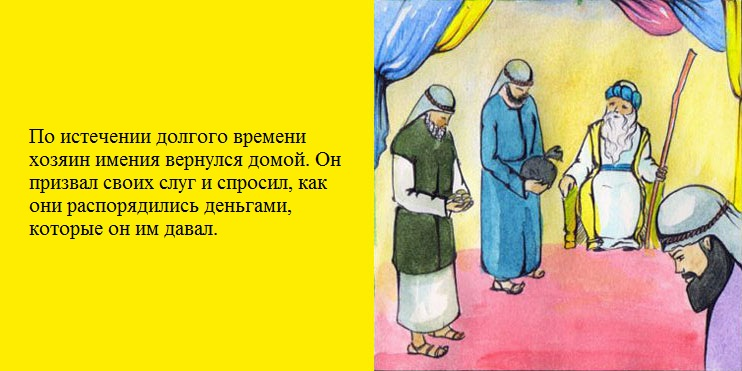 По истечении долгого времени
хозяин имения вернулся домой. Он
призвал своих слуг и спросил, как
они распорядились деньгами,
которые он им давал.